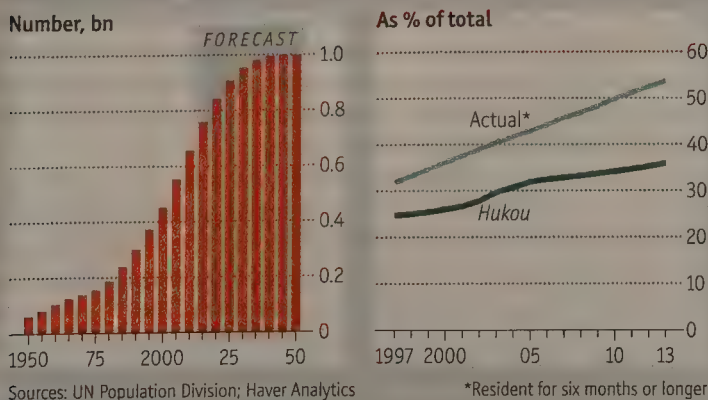 Number, bn
FORECAST
1.0
0.8
0.6
0.4
0.2
0
1950 75 2000 25 50
Sources: UN Population Division; Haver Analytics
As % of total
60
50
Actual*
40
30
Hukou
20
10
0
1997 2000 05 10 13
*Resident for six months or longer